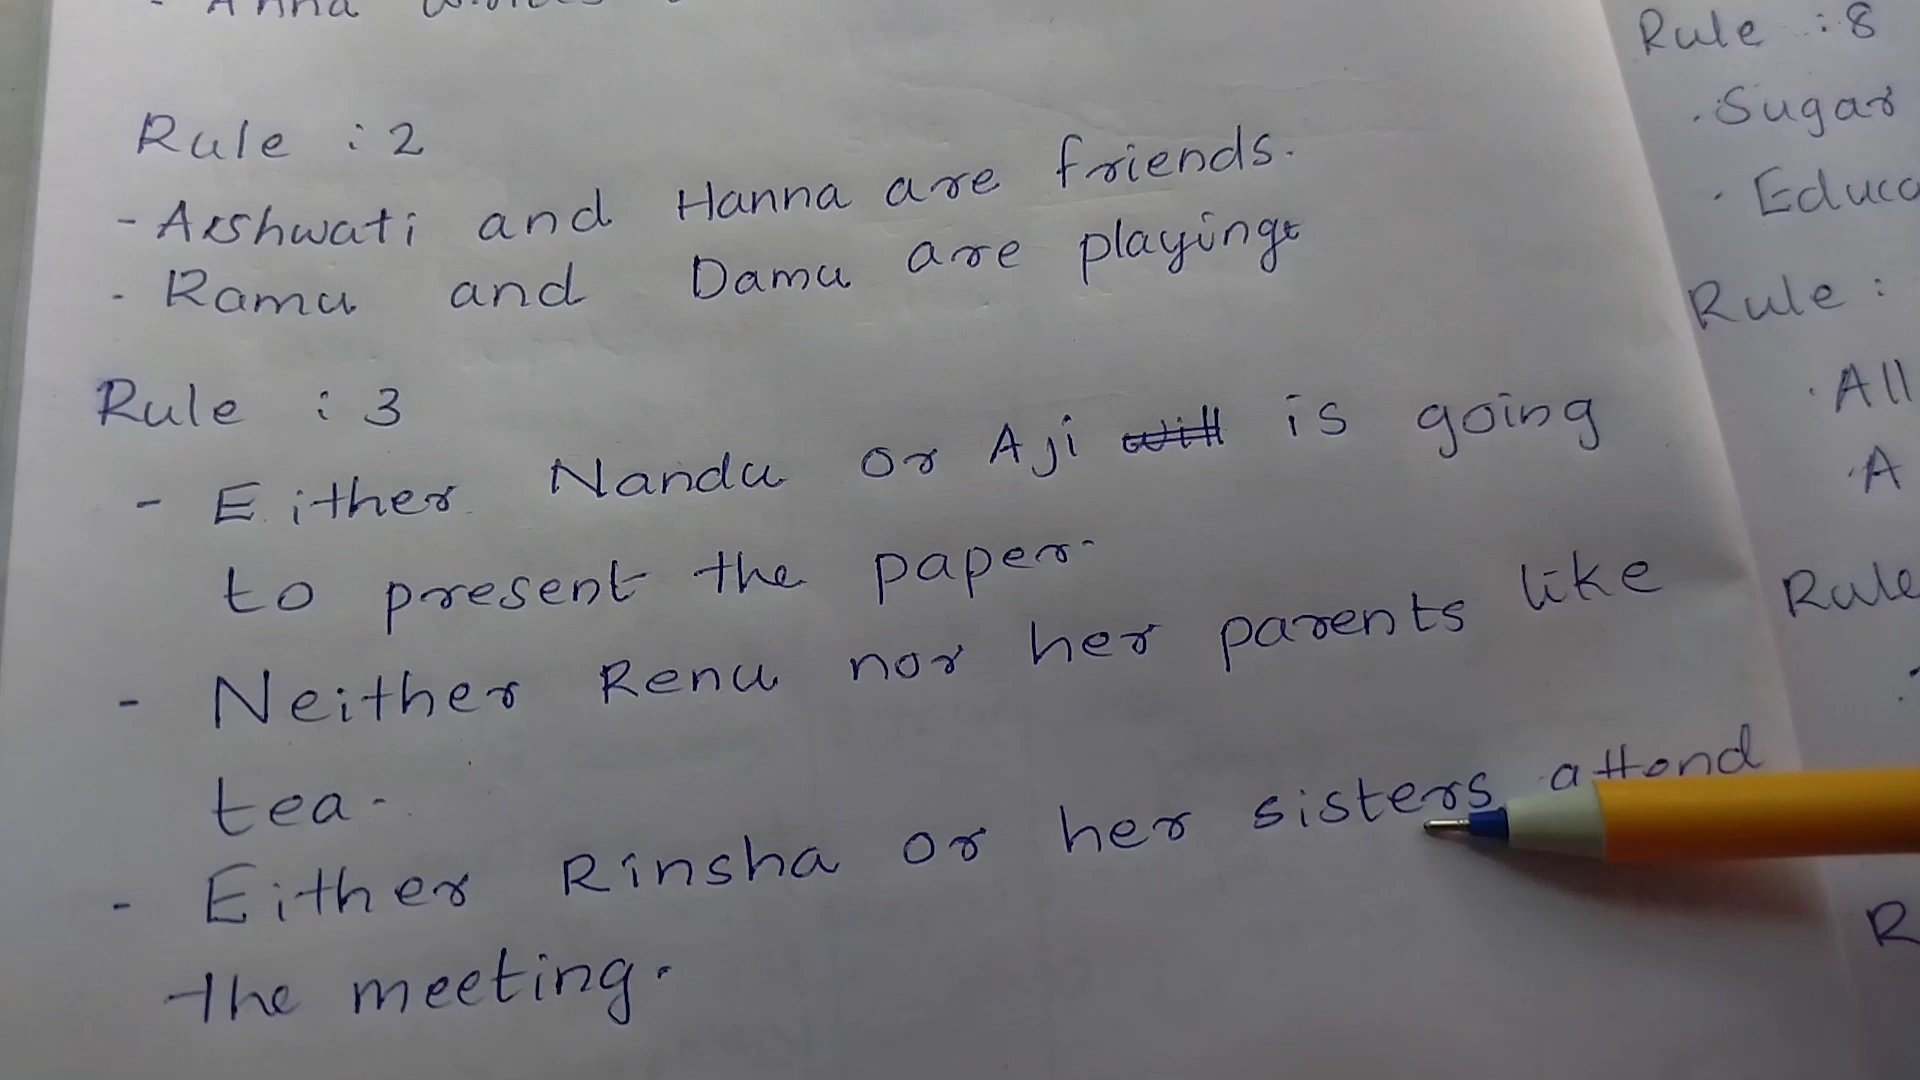 Rule : 2
- Aishwati and Hanna are friends.
- Ramu and Damu are playing.
Rule : 3
- Either Nandu or Aji will is going
to present the paper.
- Neither Renu nor her parents like
tea.
- Either Rinsha or her sisters attend
the meeting.
Rule : 8
. Sugar
. Educa
Rule :
. All
. A
Rule
R